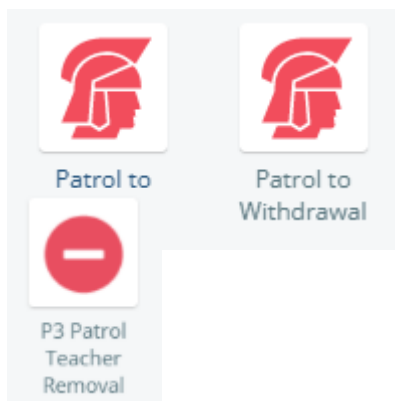 Patrol to
Patrol to
Withdrawal
P3 Patrol
Teacher
Removal